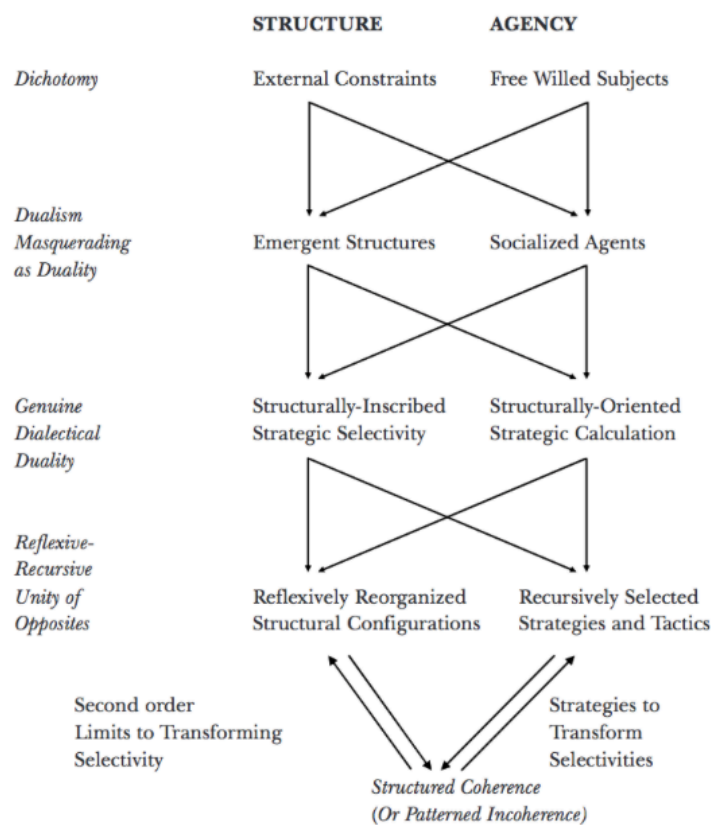 STRUCTURE AGENCY
Dichotomy External Constraints Free Willed Subjects
Dualism
Masquerading Emergent Structures Socialized Agents
as Duality
Genuine Structurally-Inscribed Structurally-Oriented
Dialectical Strategic Selectivity Strategic Calculation
Duality
Reflexive-
Recursive
Unity of Reflexively Reorganized Recursively Selected
Opposites Structural Configurations Strategies and Tactics
Second order Strategies to
Limits to Transforming Transform
Selectivity Selectivities
Structured Coherence
(Or Patterned Incoherence)